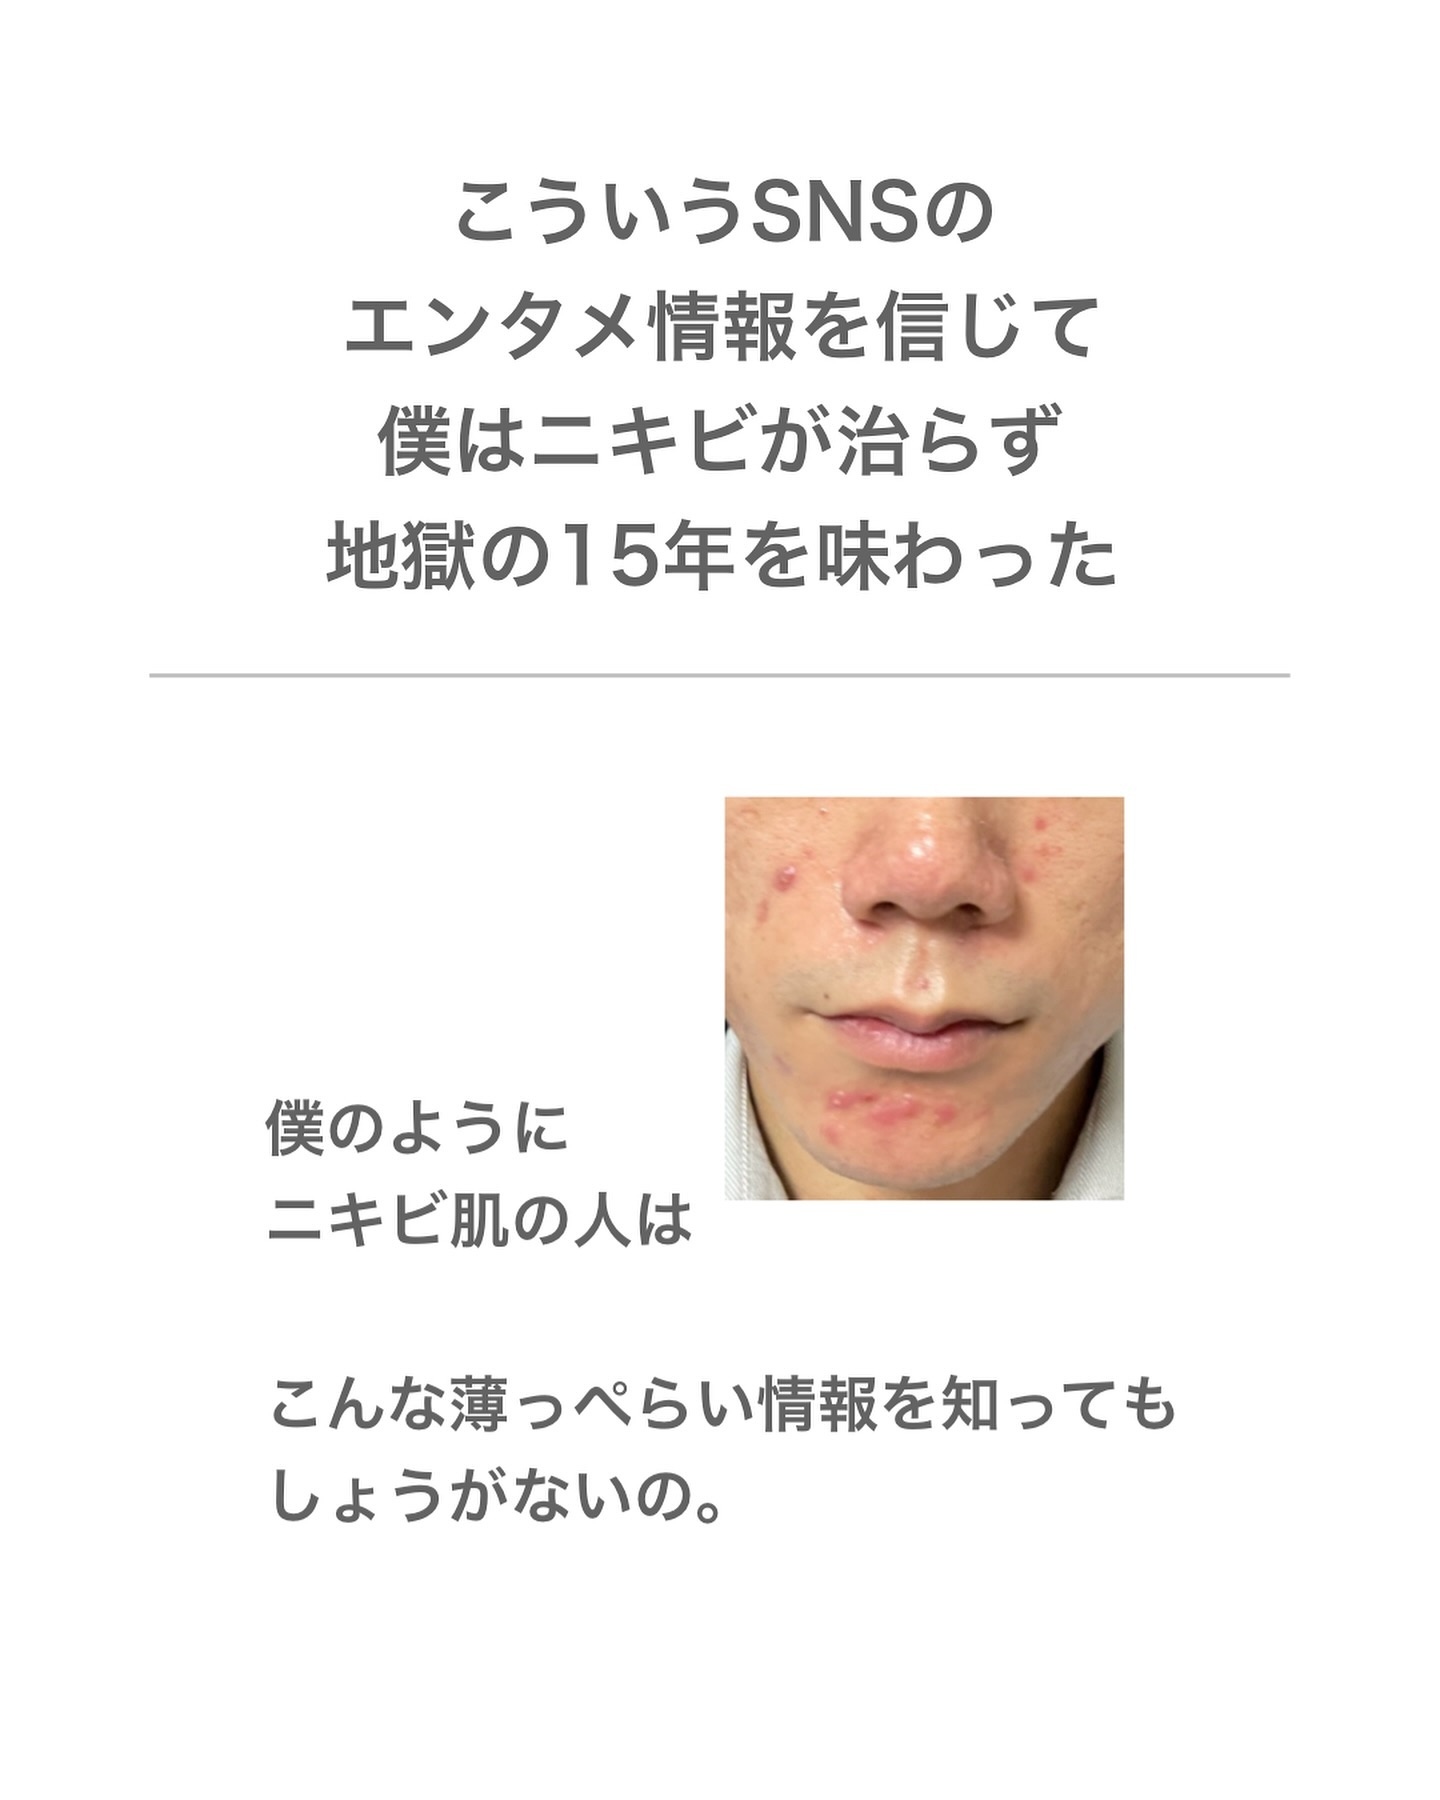 こういうSNSの
エンタメ情報を信じて
僕はニキビが治らず
地獄の15年を味わった
僕のように
ニキビ肌の人は
こんな薄っぺらい情報を知っても
しょうがないの。